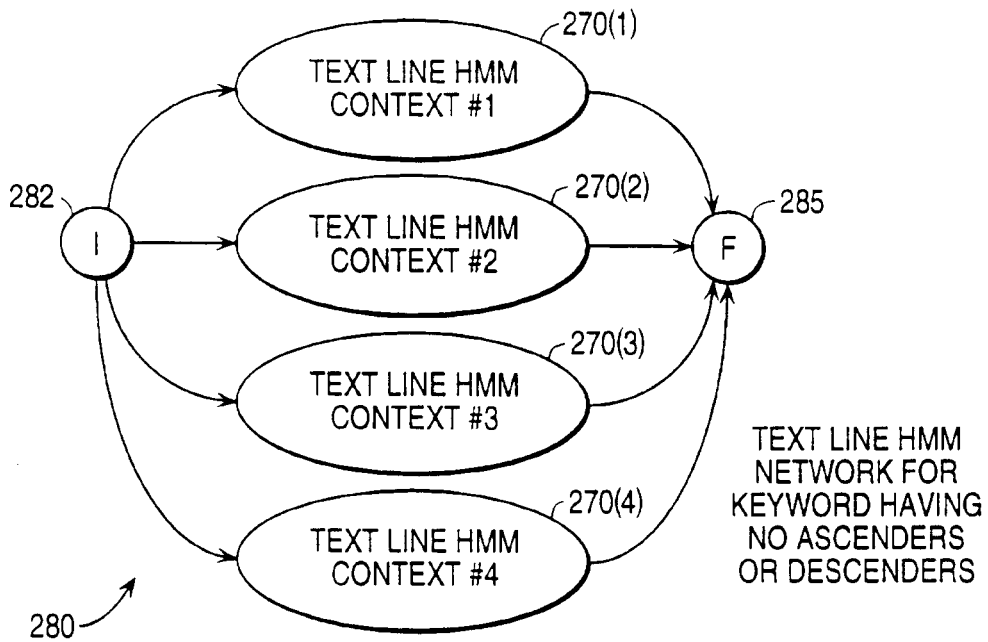 270(1)
TEXT LINE HMM
CONTEXT #1
282
I
270(2)
TEXT LINE HMM
CONTEXT #2
285
F
270(3)
TEXT LINE HMM
CONTEXT #3
270(4)
TEXT LINE HMM
CONTEXT #4
TEXT LINE HMM
NETWORK FOR
KEYWORD HAVING
NO ASCENDERS
OR DESCENDERS
280